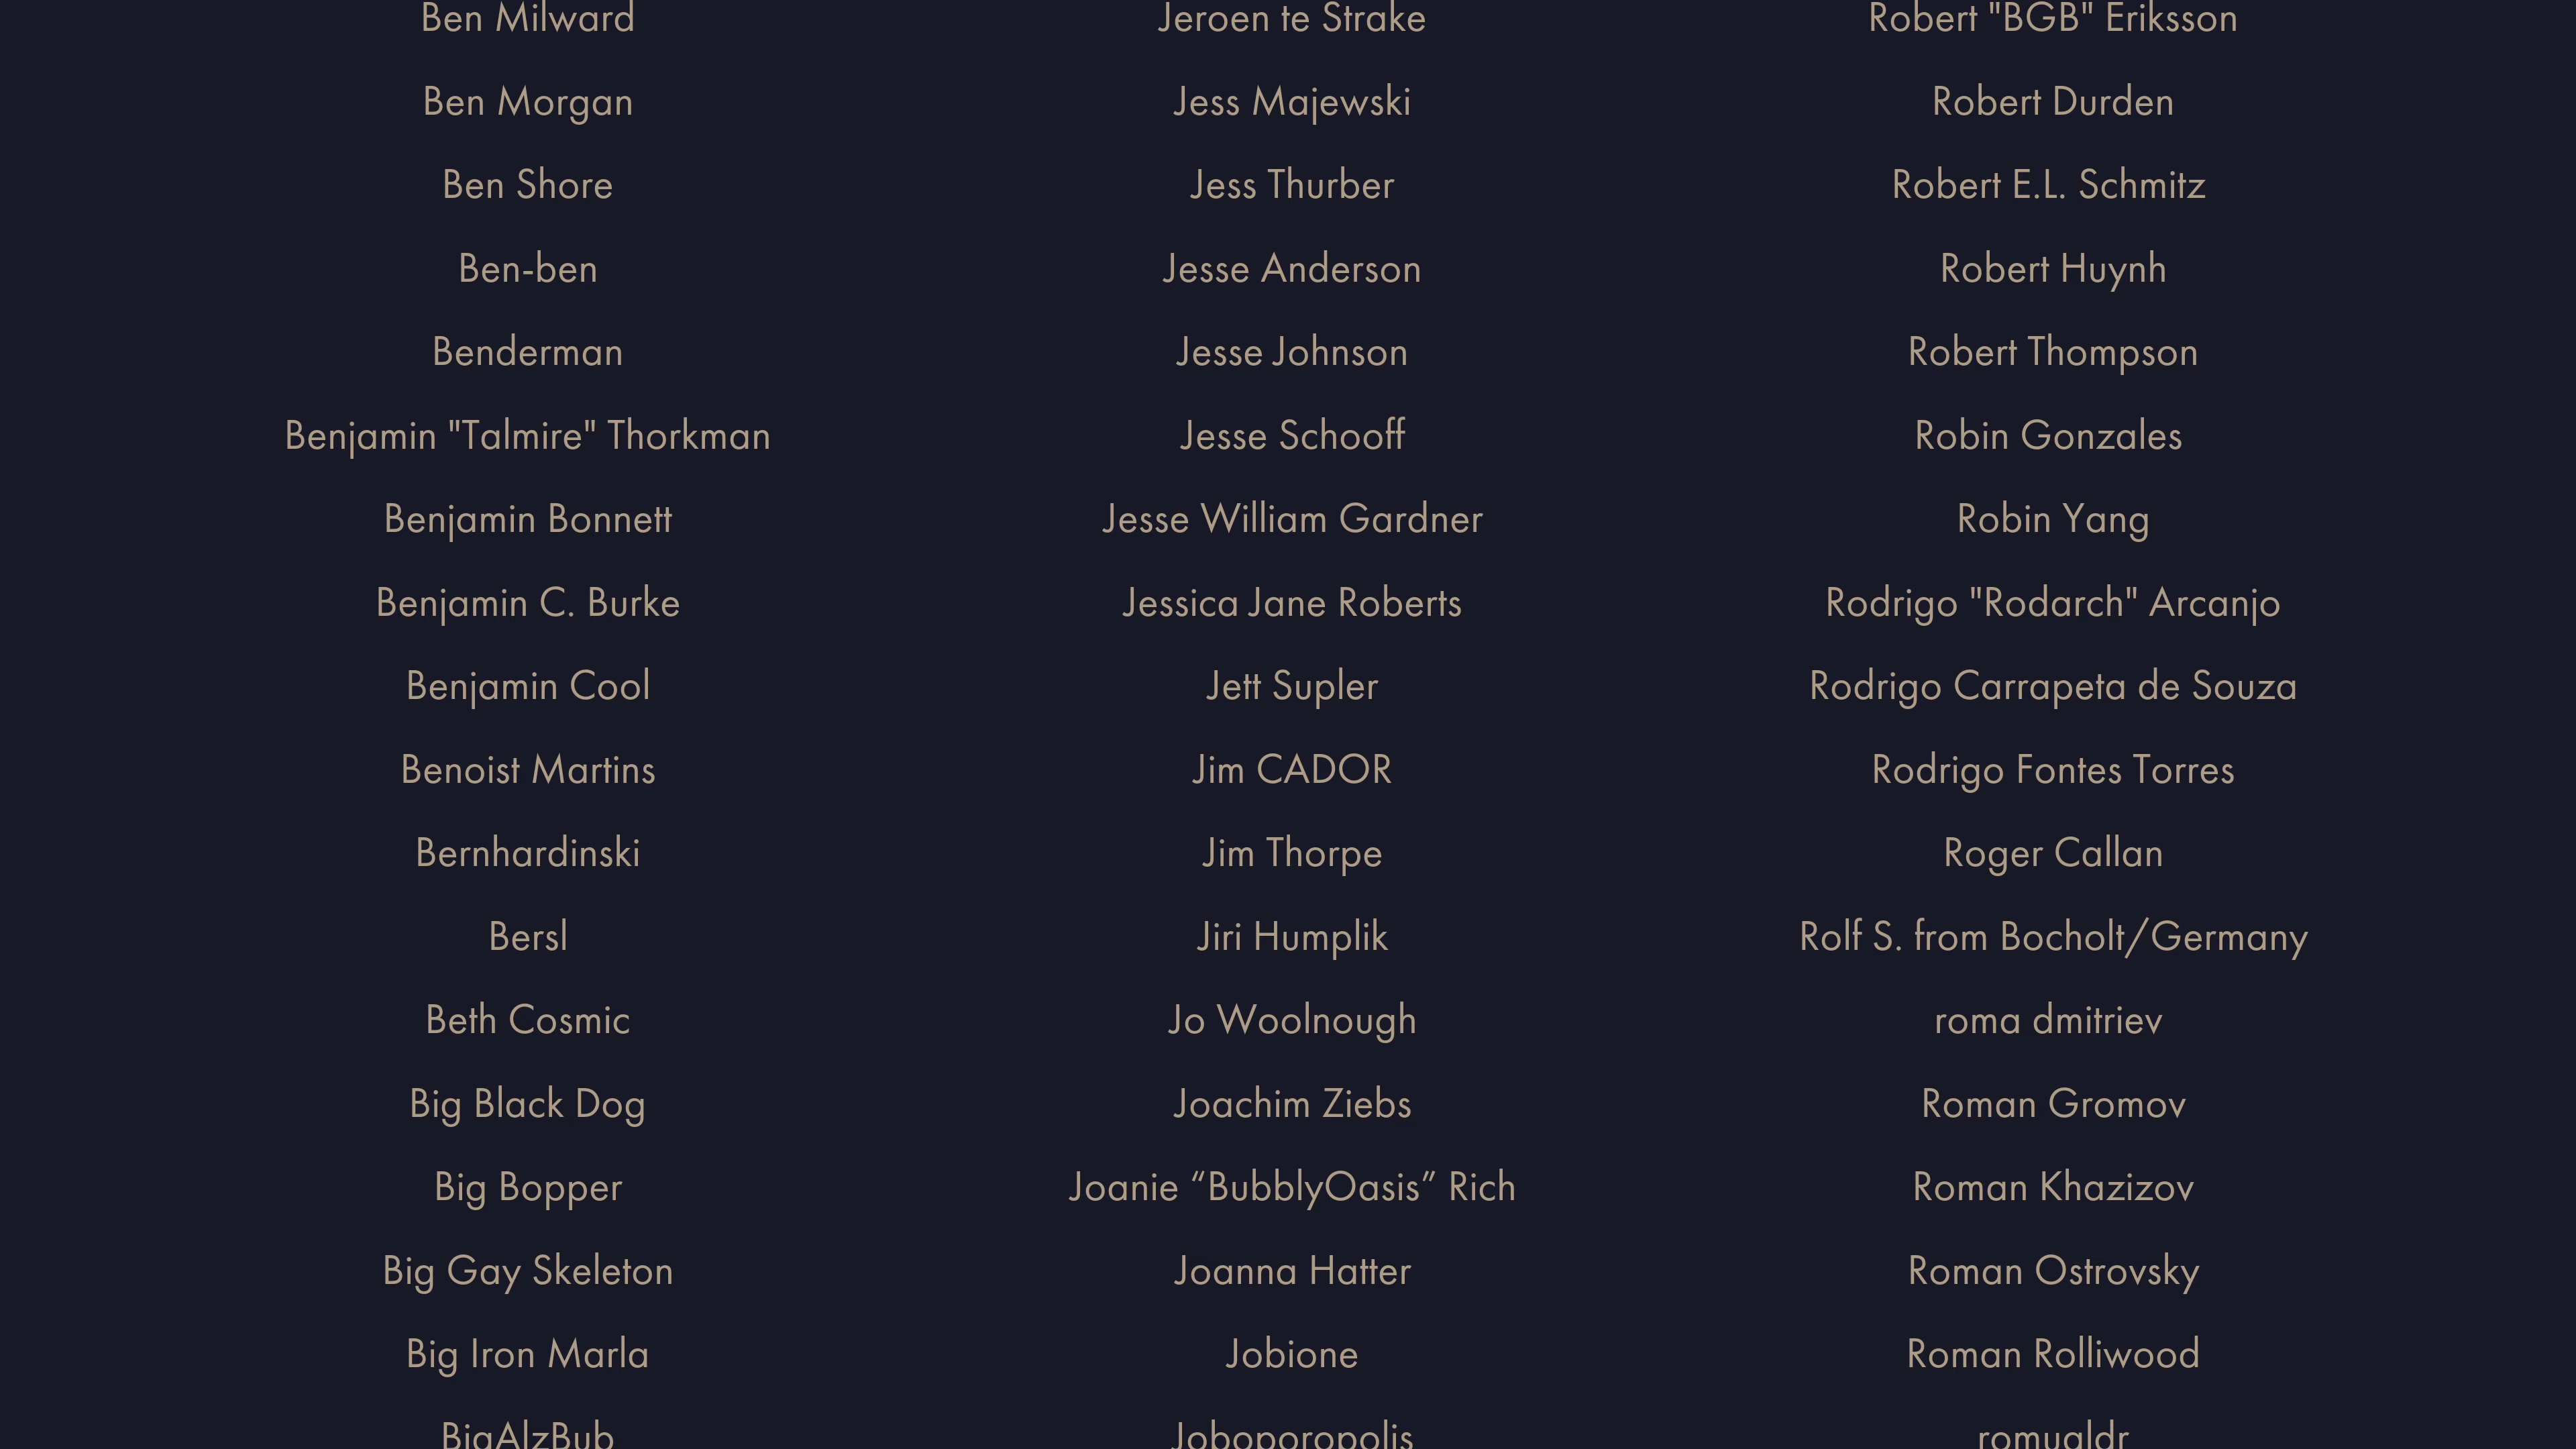 Ben Milward
Ben Morgan
Ben Shore
Ben-ben
Benderman
Benjamin "Talmire" Thorkman
Benjamin Bonnett
Benjamin C. Burke
Benjamin Cool
Benoist Martins
Bernhardinski
Bersl
Beth Cosmic
Big Black Dog
Big Bopper
Big Gay Skeleton
Big Iron Marla
BigAlzBub
Jeroen te Strake
Jess Majewski
Jess Thurber
Jesse Anderson
Jesse Johnson
Jesse Schooff
Jesse William Gardner
Jessica Jane Roberts
Jett Supler
Jim CADOR
Jim Thorpe
Jiri Humplik
Jo Woolnough
Joachim Ziebs
Joanie “BubblyOasis” Rich
Joanna Hatter
Jobione
Joboporopolis
Robert "BGB" Eriksson
Robert Durden
Robert E.L. Schmitz
Robert Huynh
Robert Thompson
Robin Gonzales
Robin Yang
Rodrigo "Rodarch" Arcanjo
Rodrigo Carrapeta de Souza
Rodrigo Fontes Torres
Roger Callan
Rolf S. from Bocholt/Germany
roma dmitriev
Roman Gromov
Roman Khazizov
Roman Ostrovsky
Roman Rolliwood
romualdr